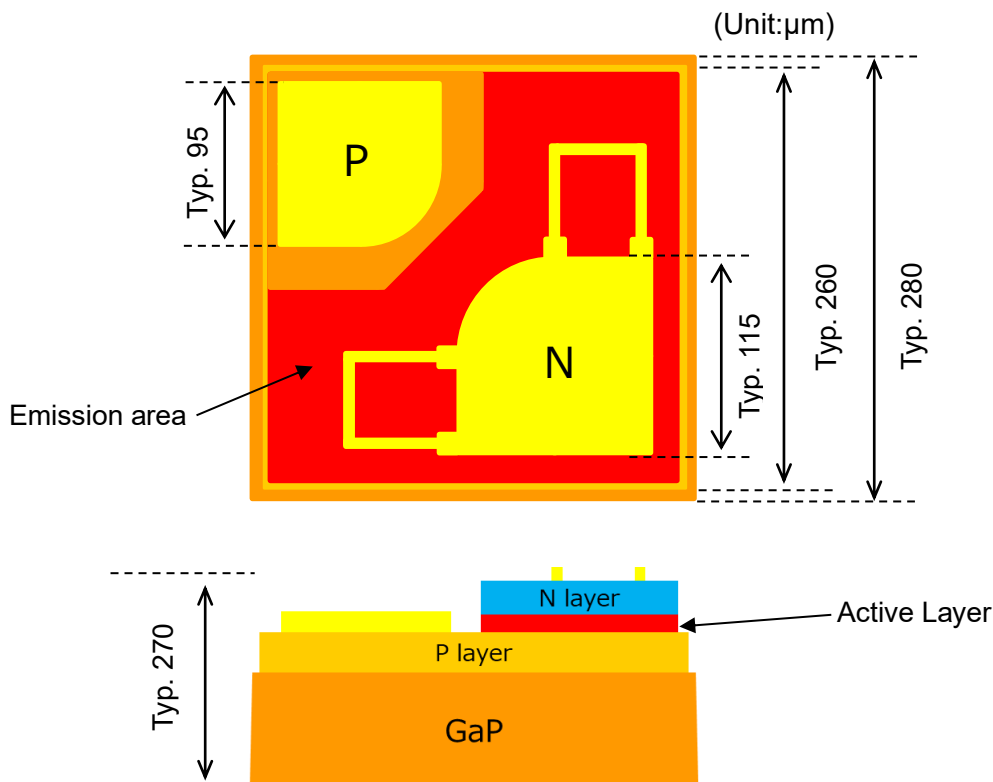 (Unit:µm)
P
Typ. 95
N
Typ. 115
Typ. 260
Typ. 280
Emission area
N layer
Active Layer
P layer
Typ. 270
GaP